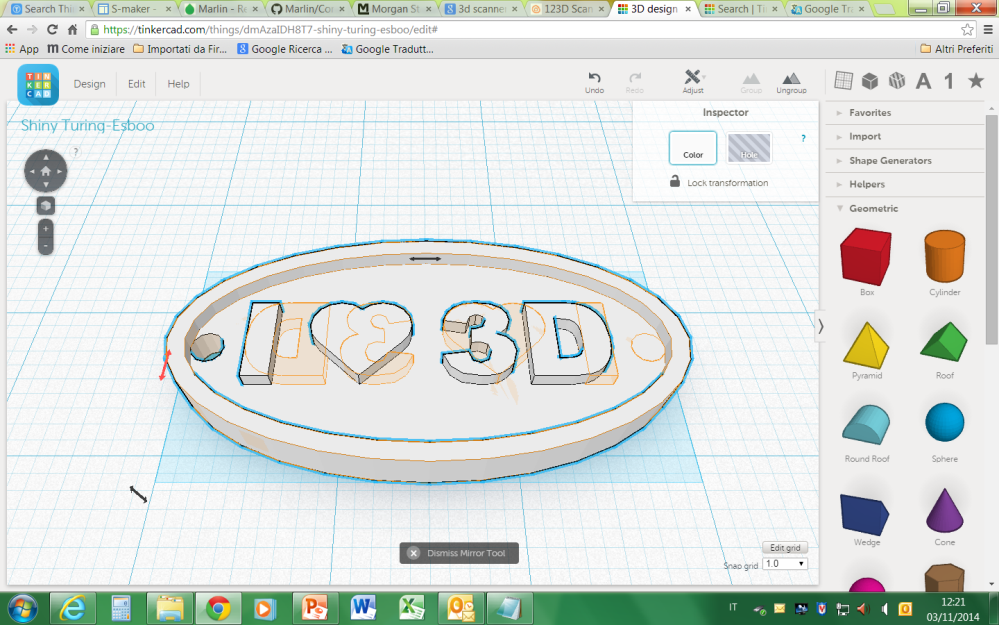 Search Thi
S-maker -
Marlin - Re
Marlin/Co
Morgan St
3d scanne
123D Scan
3D design
Search | Ti
Google Tra
https://tinkercad.com/things/dmAzaIDH8T7-shiny-turing-esboo/edit#
App
Come iniziare
Importati da Fir...
Google Ricerca ...
Google Tradutt...
Altri Preferiti
TIN
KER
CAD
Design
Edit
Help
Undo
Redo
Adjust
Group
Ungroup
A
1
Shiny Turing-Esboo
?
Inspector
Color
Hole
?
Lock transformation
Favorites
Import
Shape Generators
Helpers
Geometric
Box
Cylinder
Pyramid
Roof
Round Roof
Sphere
Wedge
Cone
I 3D
Dismiss Mirror Tool
Edit grid
Snap grid
1.0
IT
12:21
03/11/2014